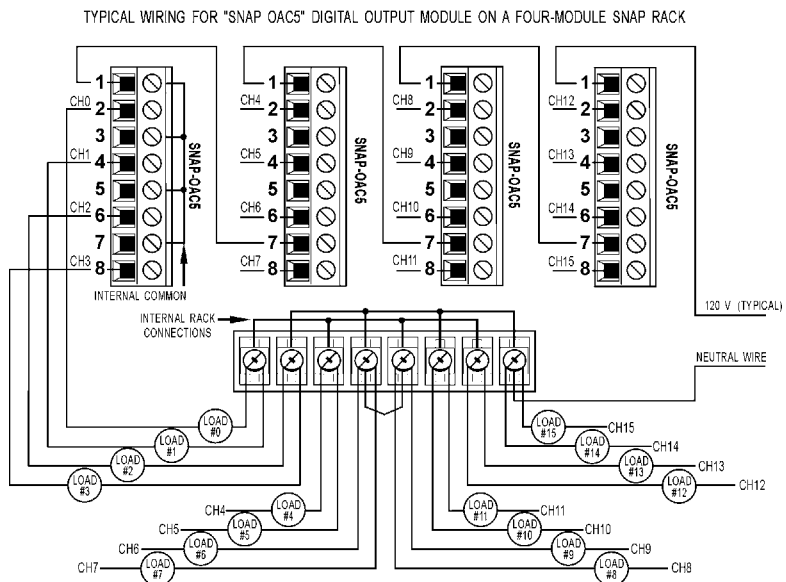 TYPICAL WIRING FOR "SNAP OAC5" DIGITAL OUTPUT MODULE ON A FOUR-MODULE SNAP RACK
1
2
3
4
5
6
7
8
CH0
CH1
CH2
CH3
SNAP-OAC5
INTERNAL COMMON
1
2
3
4
5
6
7
8
CH4
CH5
CH6
CH7
SNAP-OAC5
1
2
3
4
5
6
7
8
CH8
CH9
CH10
CH11
SNAP-OAC5
1
2
3
4
5
6
7
8
CH12
CH13
CH14
CH15
SNAP-OAC5
120 V (TYPICAL)
INTERNAL RACK
CONNECTIONS
NEUTRAL WIRE
LOAD
#0
LOAD
#1
LOAD
#2
LOAD
#3
CH4
LOAD
#4
CH5
LOAD
#5
CH6
LOAD
#6
CH7
LOAD
#7
LOAD
#15
CH15
LOAD
#14
CH14
LOAD
#13
CH13
LOAD
#12
CH12
LOAD
#11
CH11
LOAD
#10
CH10
LOAD
#9
CH9
LOAD
#8
CH8